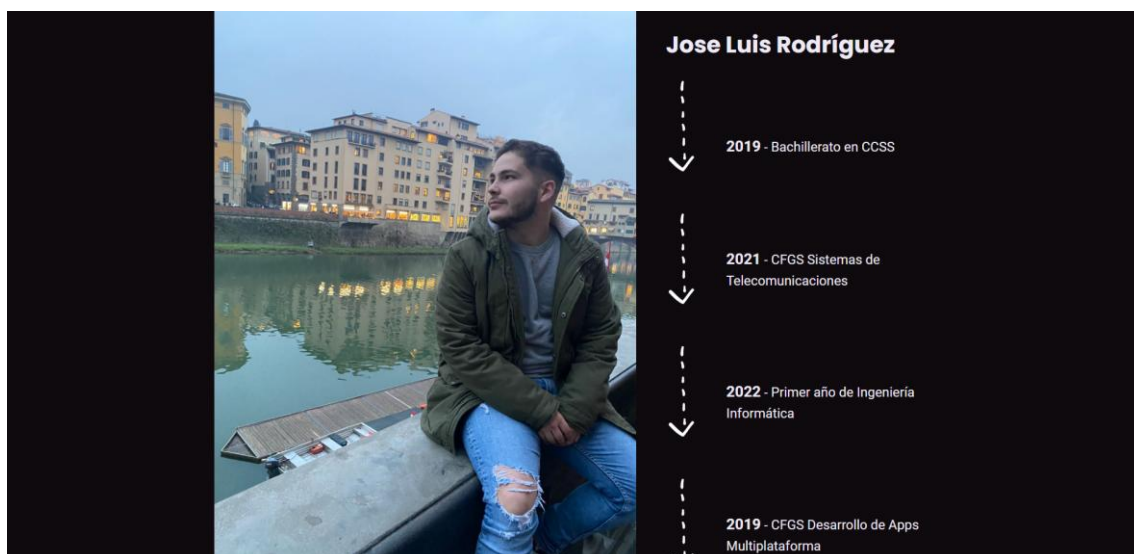 Jose Luis Rodríguez
2019 - Bachillerato en CCSS
2021 - CFGS Sistemas de
Telecomunicaciones
2022 - Primer año de Ingeniería
Informática
2019 - CFGS Desarrollo de Apps
Multiplataforma